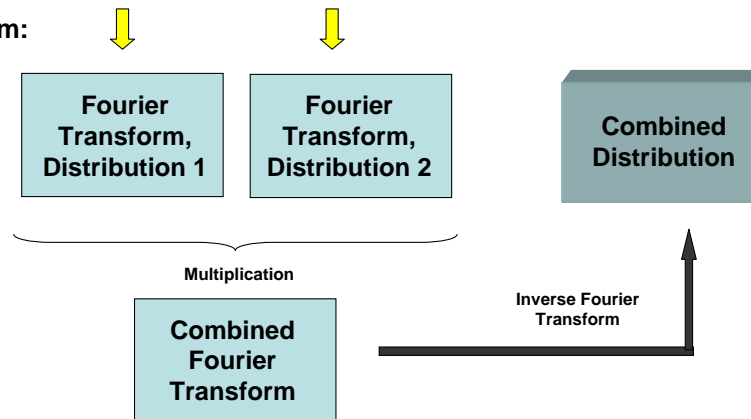 m:
Fourier
Transform,
Distribution 1
Fourier
Transform,
Distribution 2
Combined
Distribution
Multiplication
Inverse Fourier
Transform
Combined
Fourier
Transform